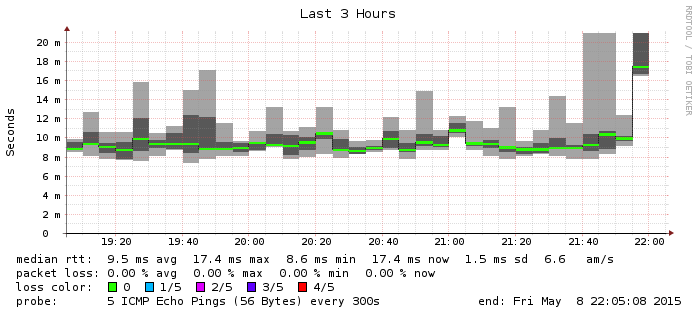 Last 3 Hours
RRDTOOL / TOBI OETIKER
Seconds
20 m
18 m
16 m
14 m
12 m
10 m
8 m
6 m
4 m
2 m
0
19:20 19:40 20:00 20:20 20:40 21:00 21:20 21:40 22:00
median rtt: 9.5 ms avg 17.4 ms max 8.6 ms min 17.4 ms now 1.5 ms sd 6.6 am/s
packet loss: 0.00 % avg 0.00 % max 0.00 % min 0.00 % now
loss color: 0 1/5 2/5 3/5 4/5
probe: 5 ICMP Echo Pings (56 Bytes) every 300s end: Fri May 8 22:05:08 2015